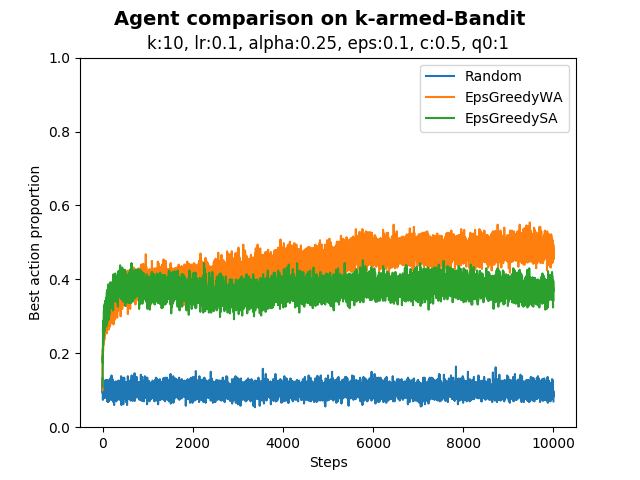 Agent comparison on k-armed-Bandit
k:10, lr:0.1, alpha:0.25, eps:0.1, c:0.5, q0:1
Random
EpsGreedyWA
EpsGreedySA
Best action proportion
1.0
0.8
0.6
0.4
0.2
0.0
0 2000 4000 6000 8000 10000
Steps